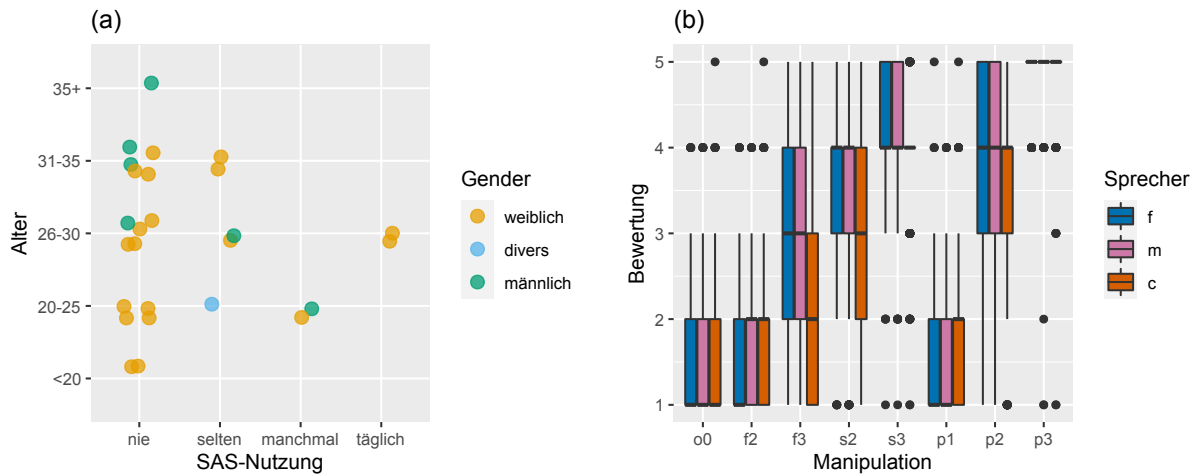 (a)
Alter
35+
31-35
26-30
20-25
<20
nie selten manchmal täglich
SAS-Nutzung
Gender
weiblich
divers
männlich
(b)
Bewertung
5
4
3
2
1
o0 f2 f3 s2 s3 p1 p2 p3
Manipulation
Sprecher
f
m
c